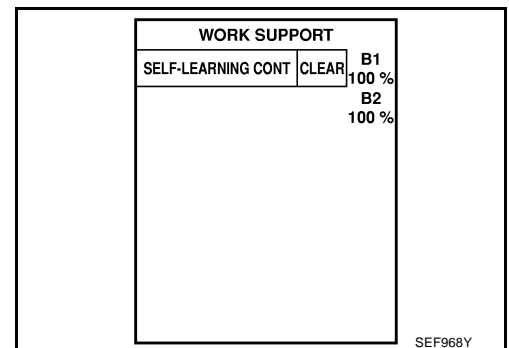 WORK SUPPORT
SELF-LEARNING CONT CLEAR B1
100 %
B2
100 %
SEF968Y